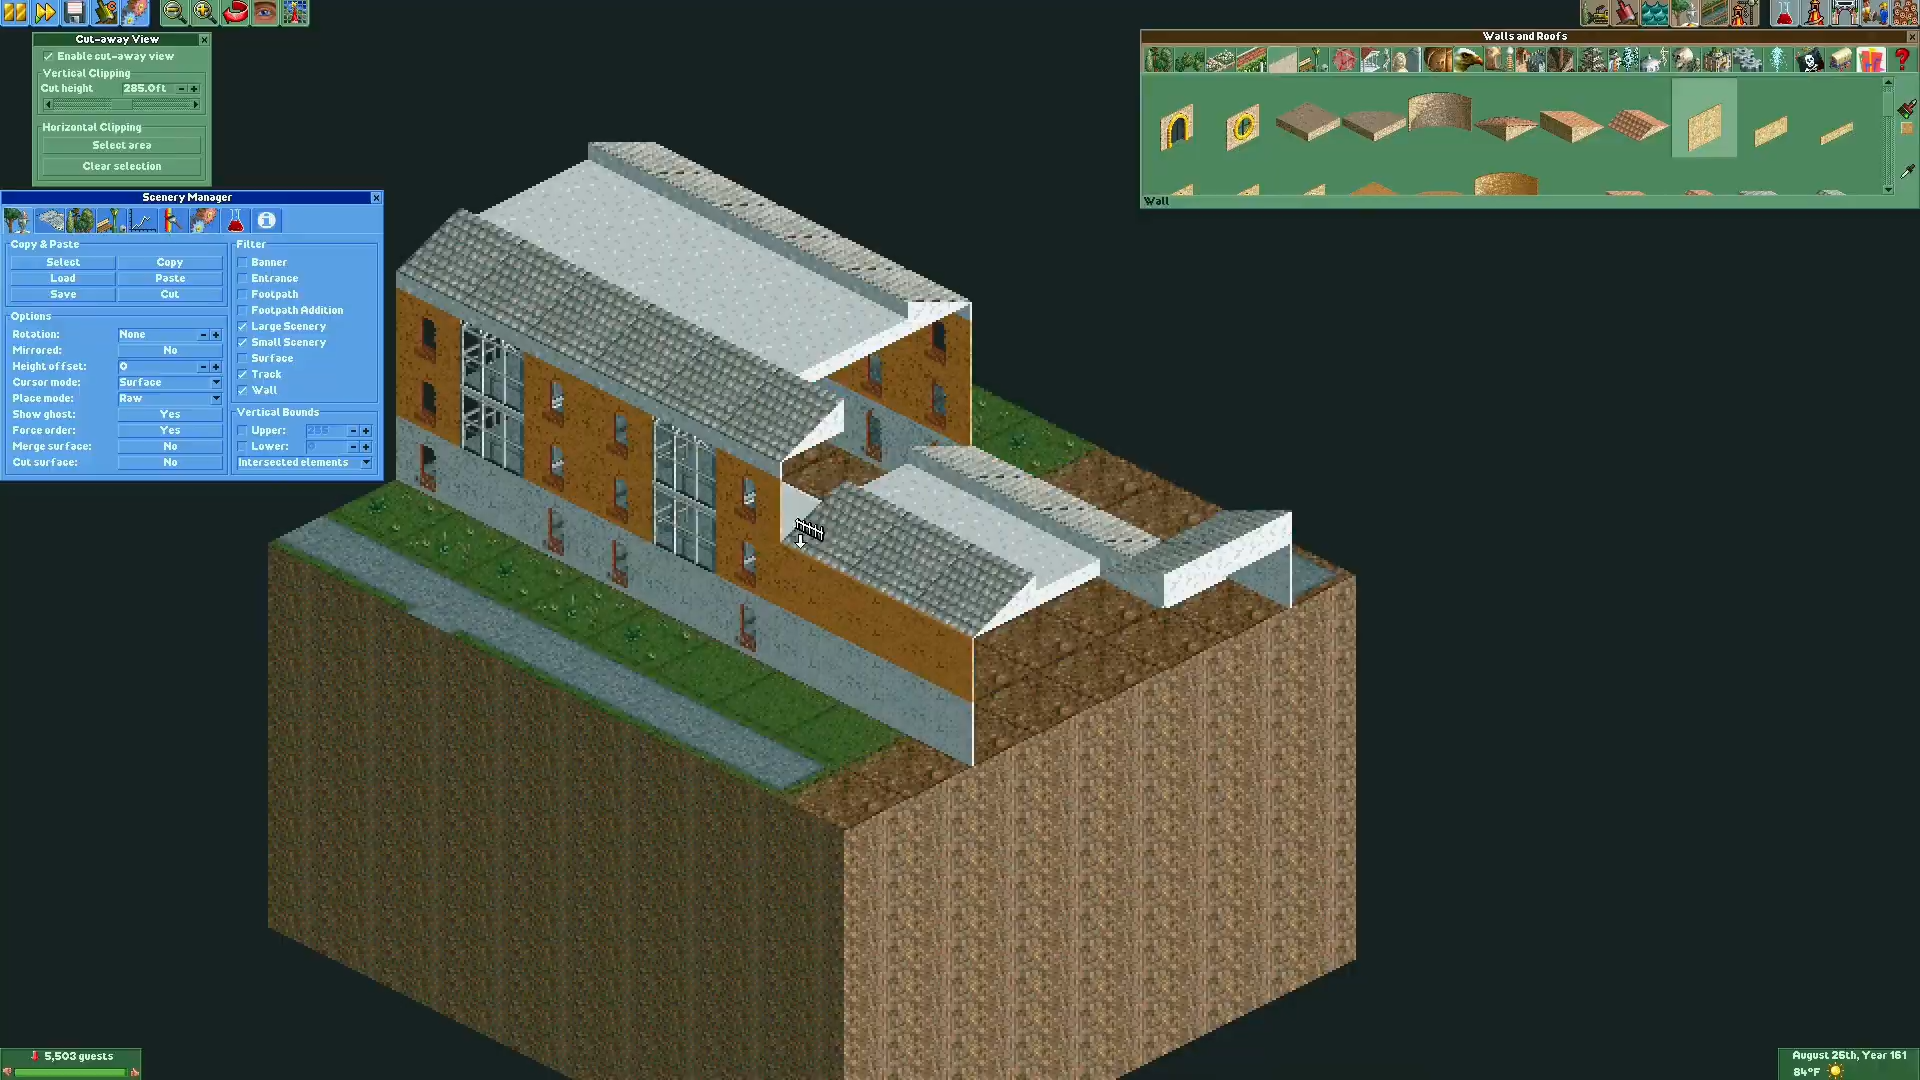 Cut-away View
Enable cut-away view
Vertical Clipping
Cut height 285.0ft
Horizontal Clipping
Select area
Clear selection
Scenery Manager
Copy & Paste
Select Copy
Load Paste
Save Cut
Options
Rotation: None
Mirrored: No
Height offset: 0
Cursor mode: Surface
Place mode: Raw
Show ghost: Yes
Force order: Yes
Merge surface: No
Cut surface: No
Filter
Banner
Entrance
Footpath
Footpath Addition
Large Scenery
Small Scenery
Surface
Track
Wall
Vertical Bounds
Upper: 255
Lower: 0
Intersected elements
Walls and Roofs
Wall
5,503 guests
August 26th, Year 161
84°F